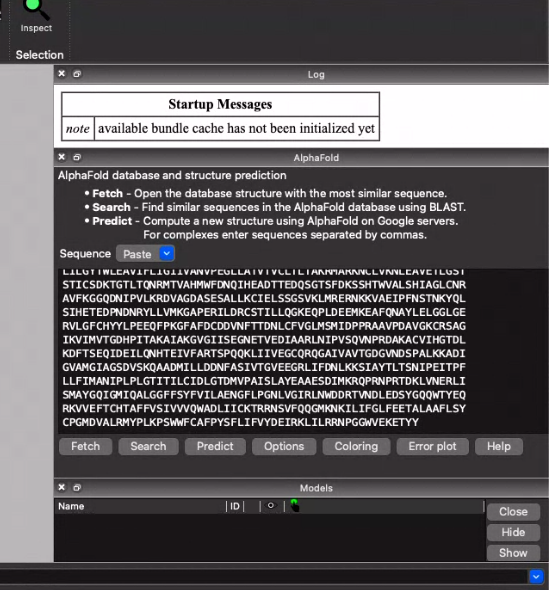 Inspect
Selection
Log
Startup Messages
note available bundle cache has not been initialized yet
AlphaFold
AlphaFold database and structure prediction
• Fetch - Open the database structure with the most similar sequence.
• Search - Find similar sequences in the AlphaFold database using BLAST.
• Predict - Compute a new structure using AlphaFold on Google servers.
For complexes enter sequences separated by commas.
Sequence Paste
STICSDKTGTLTQNRMTVAHMWFDNQIHEADTTEDQSGTSFDKSSHTWVALSHIAGLCNR
AVFKGGQDNIPVLKRDVAGDASESALLKCIELSSGSVKLMRERNKKVAEIPFNSTNKYQL
SIHETEDPNDNRYLLVMKGAPERILDRCSTILLQGKEQPLDEEMKEAFQNAYLELGGLGE
RVLGFCHYYLPEEQFPKGFAFDCDDVNFTTDNLCFVGLMSMIDPPRAAVPDAVGKCRSAG
IKVIMVTGDHPITAKAIAKGVGIISEGNETVEDIAARLNIPVSQVNPRDAKACVIHGTDL
KDFTSEQIDEILQNHTEIVFARTSPQQKLIIVEGCQRQGAIVAVTGDGVNDSPALKKADI
GVAMGIAGSDVSKQAADMILLDDNFASIVTGVEEGRLIFDNLKKSIAYTLTSNIPEITPF
LLFIMANIPLPLGTITILCIDLGTDMVPAISLAYEAAESDIMKRQPRNPRTDKLVNERLI
SMAYGQIGMIQALGGFFSYFVILAENGFLPGNLVGIRLNWDDRTVNDLEDSYGQQWTYEQ
RKVVEFTCHTAFFVSIVVVQWADLIICKTRRNSVFQQGMKNKILIFGLFEETALAAFLSY
CPGMDVALRMYPLKPSWWFCAFPYSFLIFVYDEIRKLILRRNPGGWVEKETYY
Fetch Search Predict Options Coloring Error plot Help
Models
Name ID
Close
Hide
Show